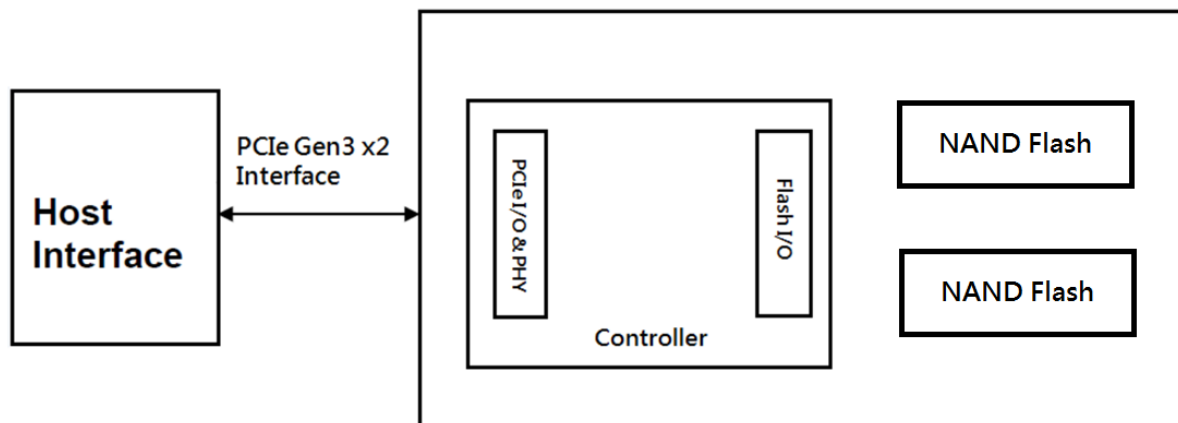 Host
Interface
PCIe Gen3 x2
Interface
PCIe I/O & PHY
Flash I/O
Controller
NAND Flash
NAND Flash